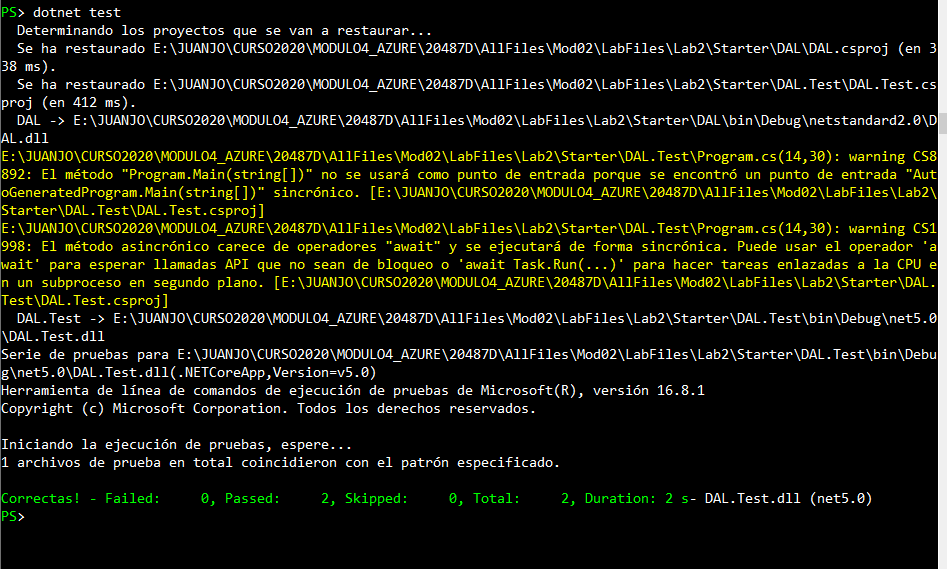 PS> dotnet test
  Determinando los proyectos que se van a restaurar...
  Se ha restaurado E:\JUANJO\CURSO2020\MODULO4_AZURE\20487D\AllFiles\Mod02\LabFiles\Lab2\Starter\DAL\DAL.csproj (en 3
38 ms).
  Se ha restaurado E:\JUANJO\CURSO2020\MODULO4_AZURE\20487D\AllFiles\Mod02\LabFiles\Lab2\Starter\DAL.Test\DAL.Test.cs
proj (en 412 ms).
  DAL -> E:\JUANJO\CURSO2020\MODULO4_AZURE\20487D\AllFiles\Mod02\LabFiles\Lab2\Starter\DAL\bin\Debug\netstandard2.0\D
AL.dll
E:\JUANJO\CURSO2020\MODULO4_AZURE\20487D\AllFiles\Mod02\LabFiles\Lab2\Starter\DAL.Test\Program.cs(14,30): warning CS8
892: El método "Program.Main(string[])" no se usará como punto de entrada porque se encontró un punto de entrada "Aut
oGeneratedProgram.Main(string[])" sincrónico. [E:\JUANJO\CURSO2020\MODULO4_AZURE\20487D\AllFiles\Mod02\LabFiles\Lab2\
Starter\DAL.Test\DAL.Test.csproj]
E:\JUANJO\CURSO2020\MODULO4_AZURE\20487D\AllFiles\Mod02\LabFiles\Lab2\Starter\DAL.Test\Program.cs(14,30): warning CS1
998: El método asincrónico carece de operadores "await" y se ejecutará de forma sincrónica. Puede usar el operador 'a
wait' para esperar llamadas API que no sean de bloqueo o 'await Task.Run(...)' para hacer tareas enlazadas a la CPU e
n un subproceso en segundo plano. [E:\JUANJO\CURSO2020\MODULO4_AZURE\20487D\AllFiles\Mod02\LabFiles\Lab2\Starter\DAL.
Test\DAL.Test.csproj]
  DAL.Test -> E:\JUANJO\CURSO2020\MODULO4_AZURE\20487D\AllFiles\Mod02\LabFiles\Lab2\Starter\DAL.Test\bin\Debug\net5.0
\DAL.Test.dll
Serie de pruebas para E:\JUANJO\CURSO2020\MODULO4_AZURE\20487D\AllFiles\Mod02\LabFiles\Lab2\Starter\DAL.Test\bin\Debu
g\net5.0\DAL.Test.dll(.NETCoreApp,Version=v5.0)
Herramienta de línea de comandos de ejecución de pruebas de Microsoft(R), versión 16.8.1
Copyright (c) Microsoft Corporation. Todos los derechos reservados.

Iniciando la ejecución de pruebas, espere...
1 archivos de prueba en total coincidieron con el patrón especificado.

Correctas! - Failed:     0, Passed:     2, Skipped:     0, Total:     2, Duration: 2 s- DAL.Test.dll (net5.0)
PS>